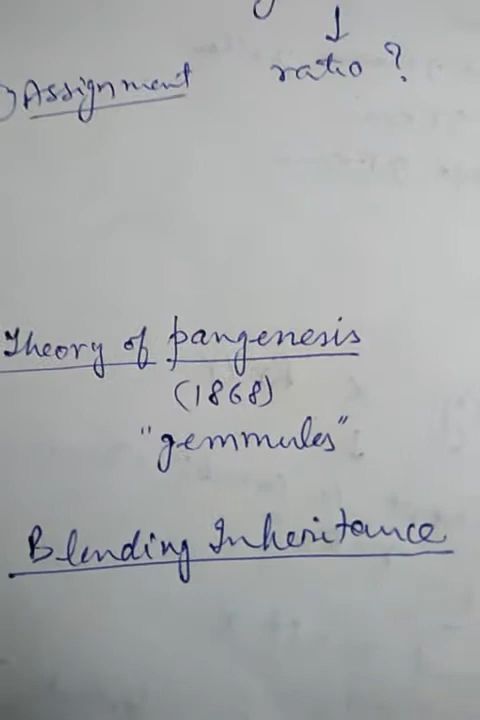 ↓
Assignment ratio ?
Theory of pangenesis
(1868)
"gemmules"
Blending Inheritance